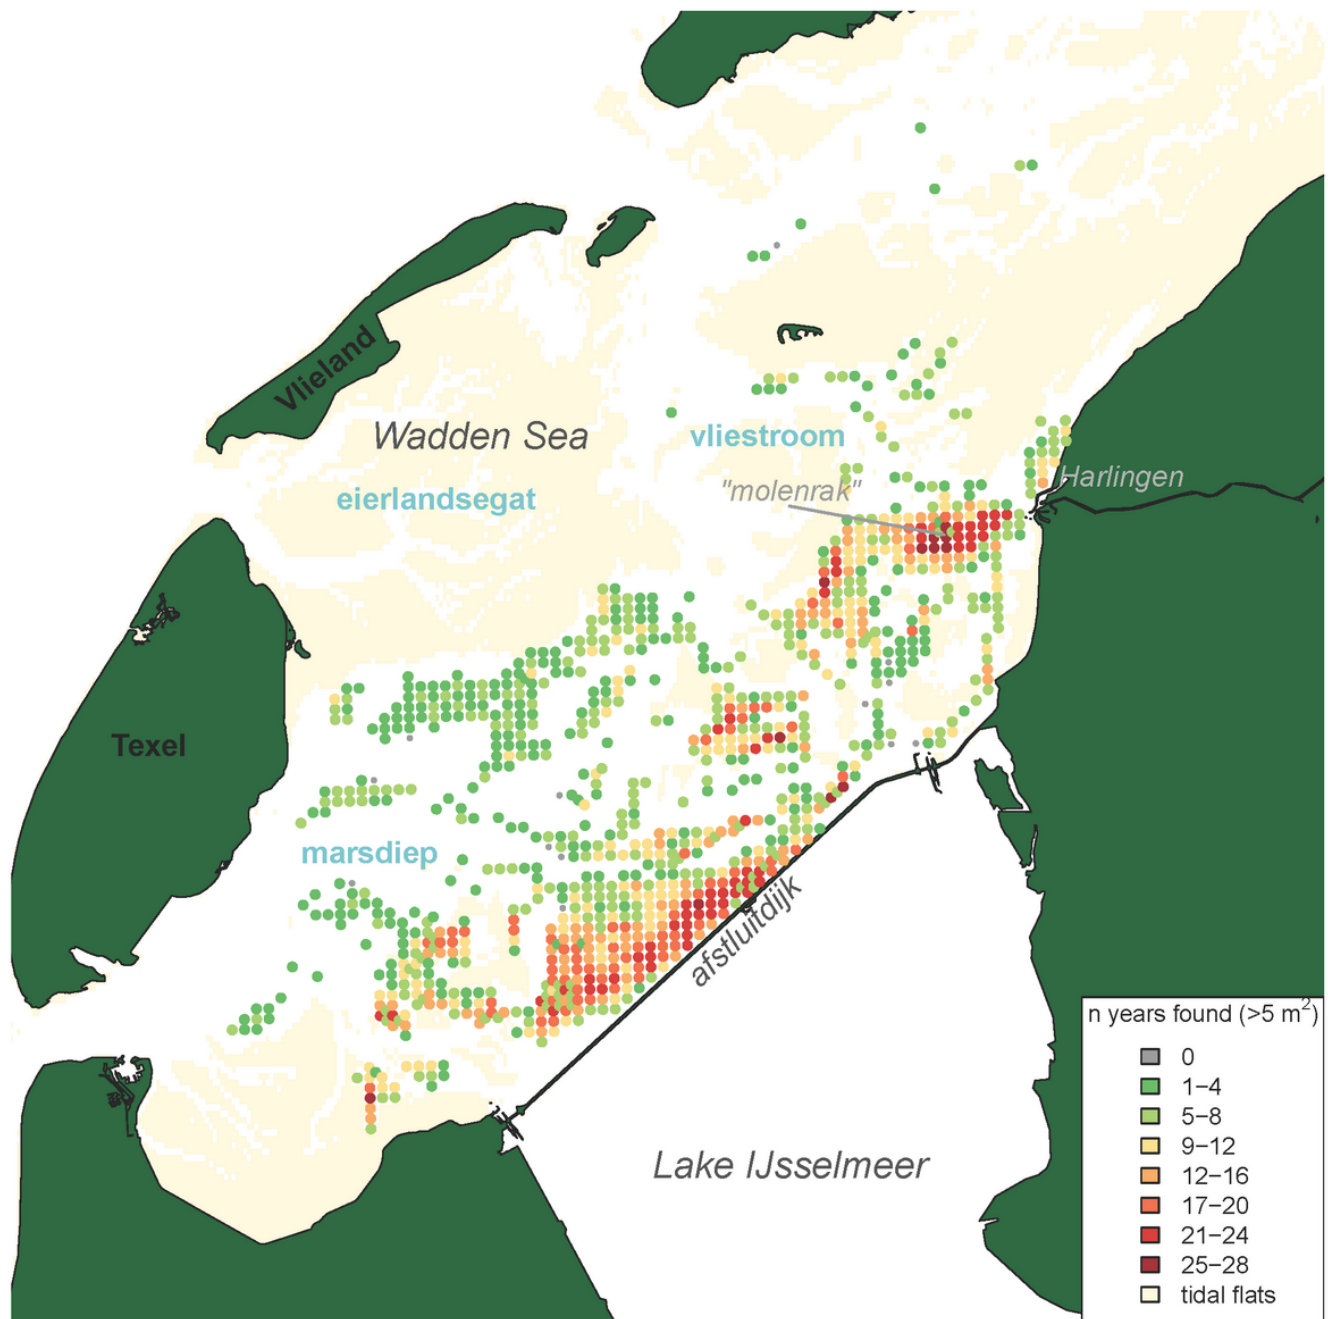 Vlieland
Wadden Sea
vliestroom
eierlandsegat
"molenrak"
Harlingen
Texel
marsdiep
afstluitdijk
Lake IJsselmeer
n years found (>5 m²)
0
1–4
5–8
9–12
12–16
17–20
21–24
25–28
tidal flats